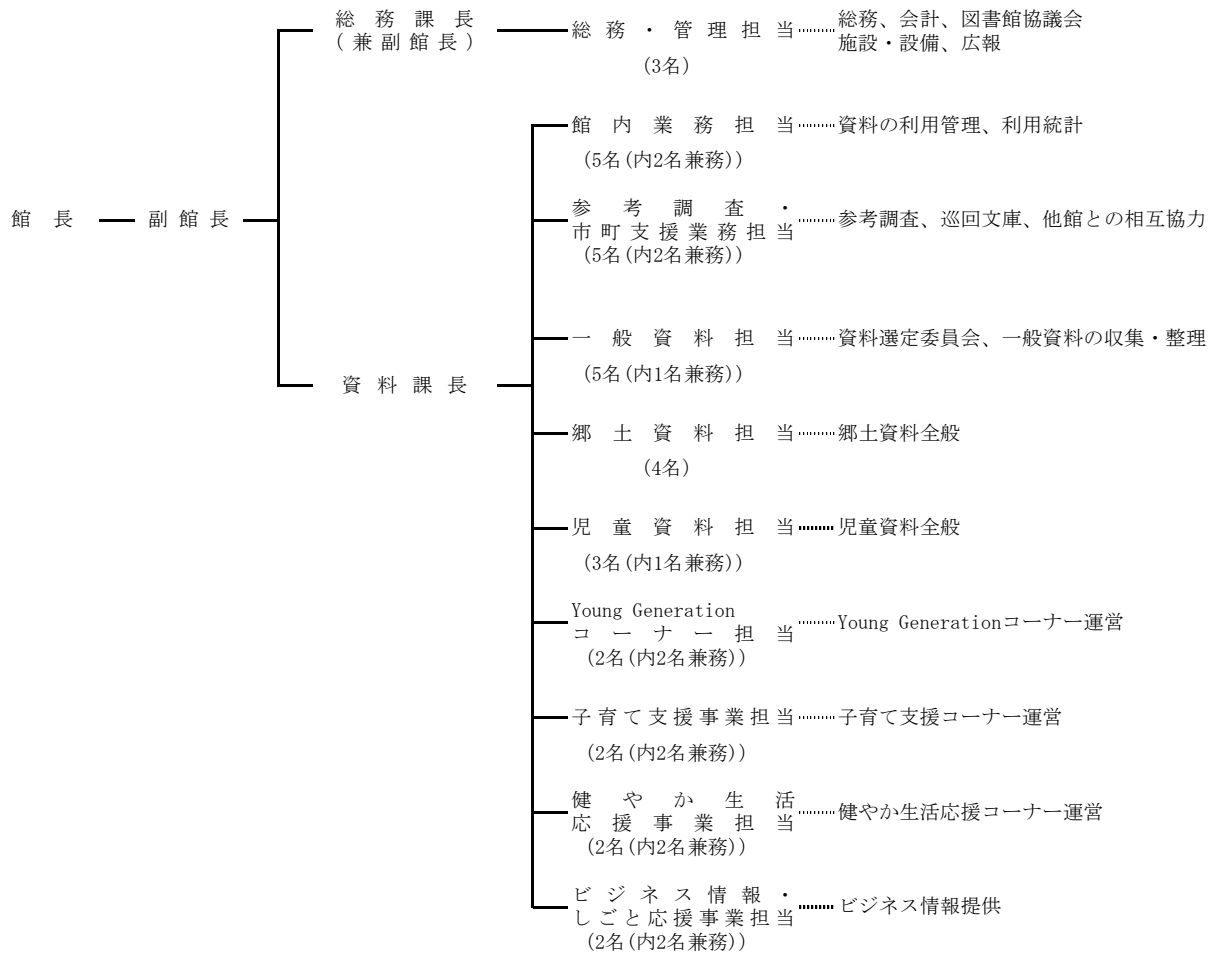 館長
副館長
総務課長
(兼副館長)
総務・管理担当
(3名)
総務、会計、図書館協議会
施設・設備、広報
資料課長
館内業務担当
(5名(内2名兼務))
資料の利用管理、利用統計
参考調査・
市町支援業務担当
(5名(内2名兼務))
参考調査、巡回文庫、他館との相互協力
一般資料担当
(5名(内1名兼務))
資料選定委員会、一般資料の収集・整理
郷土資料担当
(4名)
郷土資料全般
児童資料担当
(3名(内1名兼務))
児童資料全般
Young Generation
コーナー担当
(2名(内2名兼務))
Young Generationコーナー運営
子育て支援事業担当
(2名(内2名兼務))
子育て支援コーナー運営
健やか生活
応援事業担当
(2名(内2名兼務))
健やか生活応援コーナー運営
ビジネス情報・
しごと応援事業担当
(2名(内2名兼務))
ビジネス情報提供